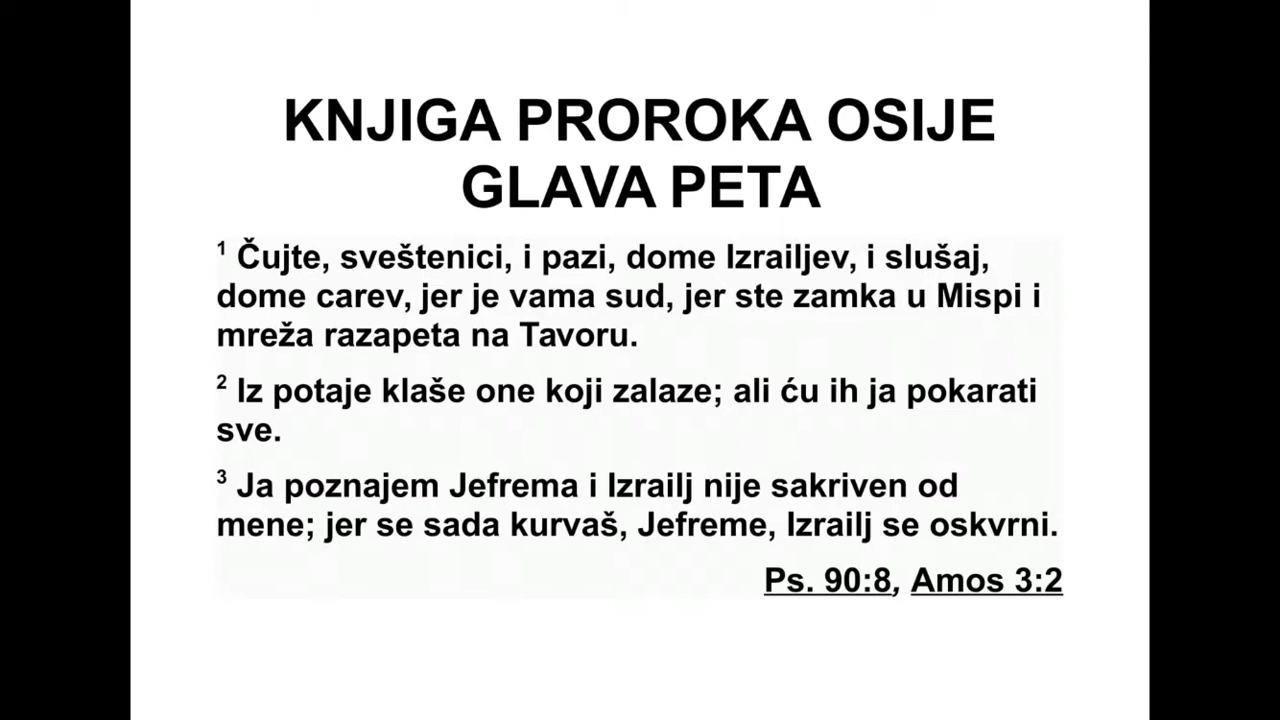 KNJIGA PROROKA OSIJE
GLAVA PETA
1 Čujte, sveštenici, i pazi, dome Izrailjev, i slušaj,
dome carev, jer je vama sud, jer ste zamka u Mispi i
mreža razapeta na Tavoru.
2 Iz potaje klaše one koji zalaze; ali ću ih ja pokarati
sve.
3 Ja poznajem Jefrema i Izrailj nije sakriven od
mene; jer se sada kurvaš, Jefreme, Izrailj se oskvrni.
Ps. 90:8, Amos 3:2